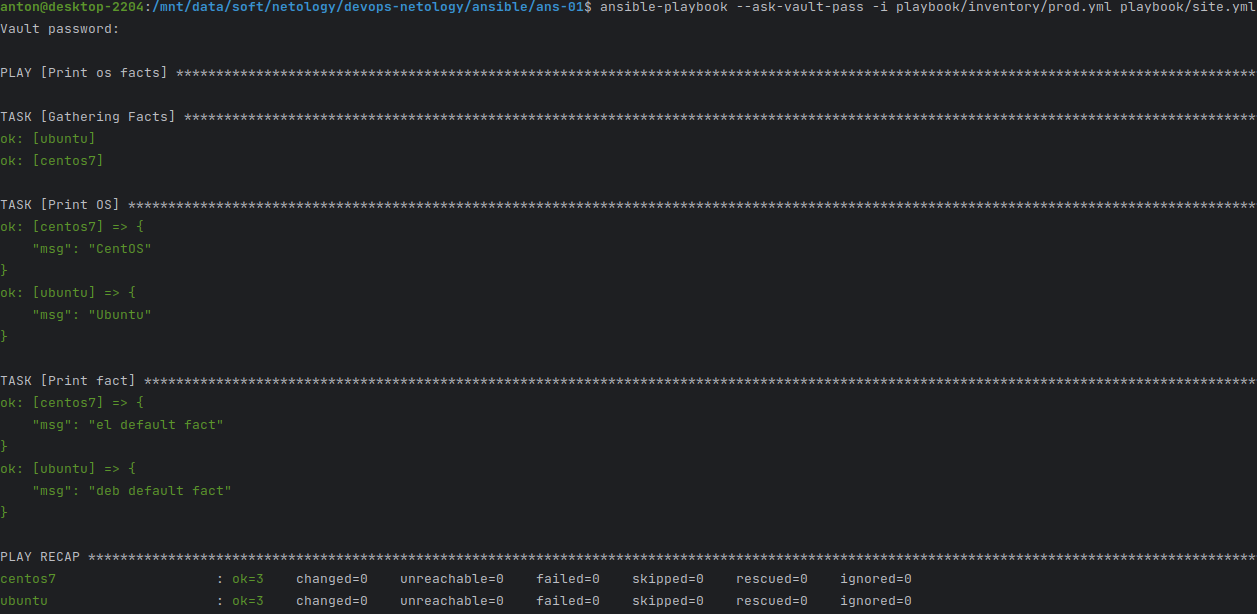 anton@desktop-2204:/mnt/data/soft/netology/devops-netology/ansible/ans-01$ ansible-playbook --ask-vault-pass -i playbook/inventory/prod.yml playbook/site.yml
Vault password:
PLAY [Print os facts] ***************************************************************************************************************************************
TASK [Gathering Facts] **************************************************************************************************************************************
ok: [ubuntu]
ok: [centos7]
TASK [Print OS] *********************************************************************************************************************************************
ok: [centos7] => {
    "msg": "CentOS"
}
ok: [ubuntu] => {
    "msg": "Ubuntu"
}
TASK [Print fact] *******************************************************************************************************************************************
ok: [centos7] => {
    "msg": "el default fact"
}
ok: [ubuntu] => {
    "msg": "deb default fact"
}
PLAY RECAP **************************************************************************************************************************************************
centos7                    : ok=3    changed=0    unreachable=0    failed=0    skipped=0    rescued=0    ignored=0
ubuntu                     : ok=3    changed=0    unreachable=0    failed=0    skipped=0    rescued=0    ignored=0